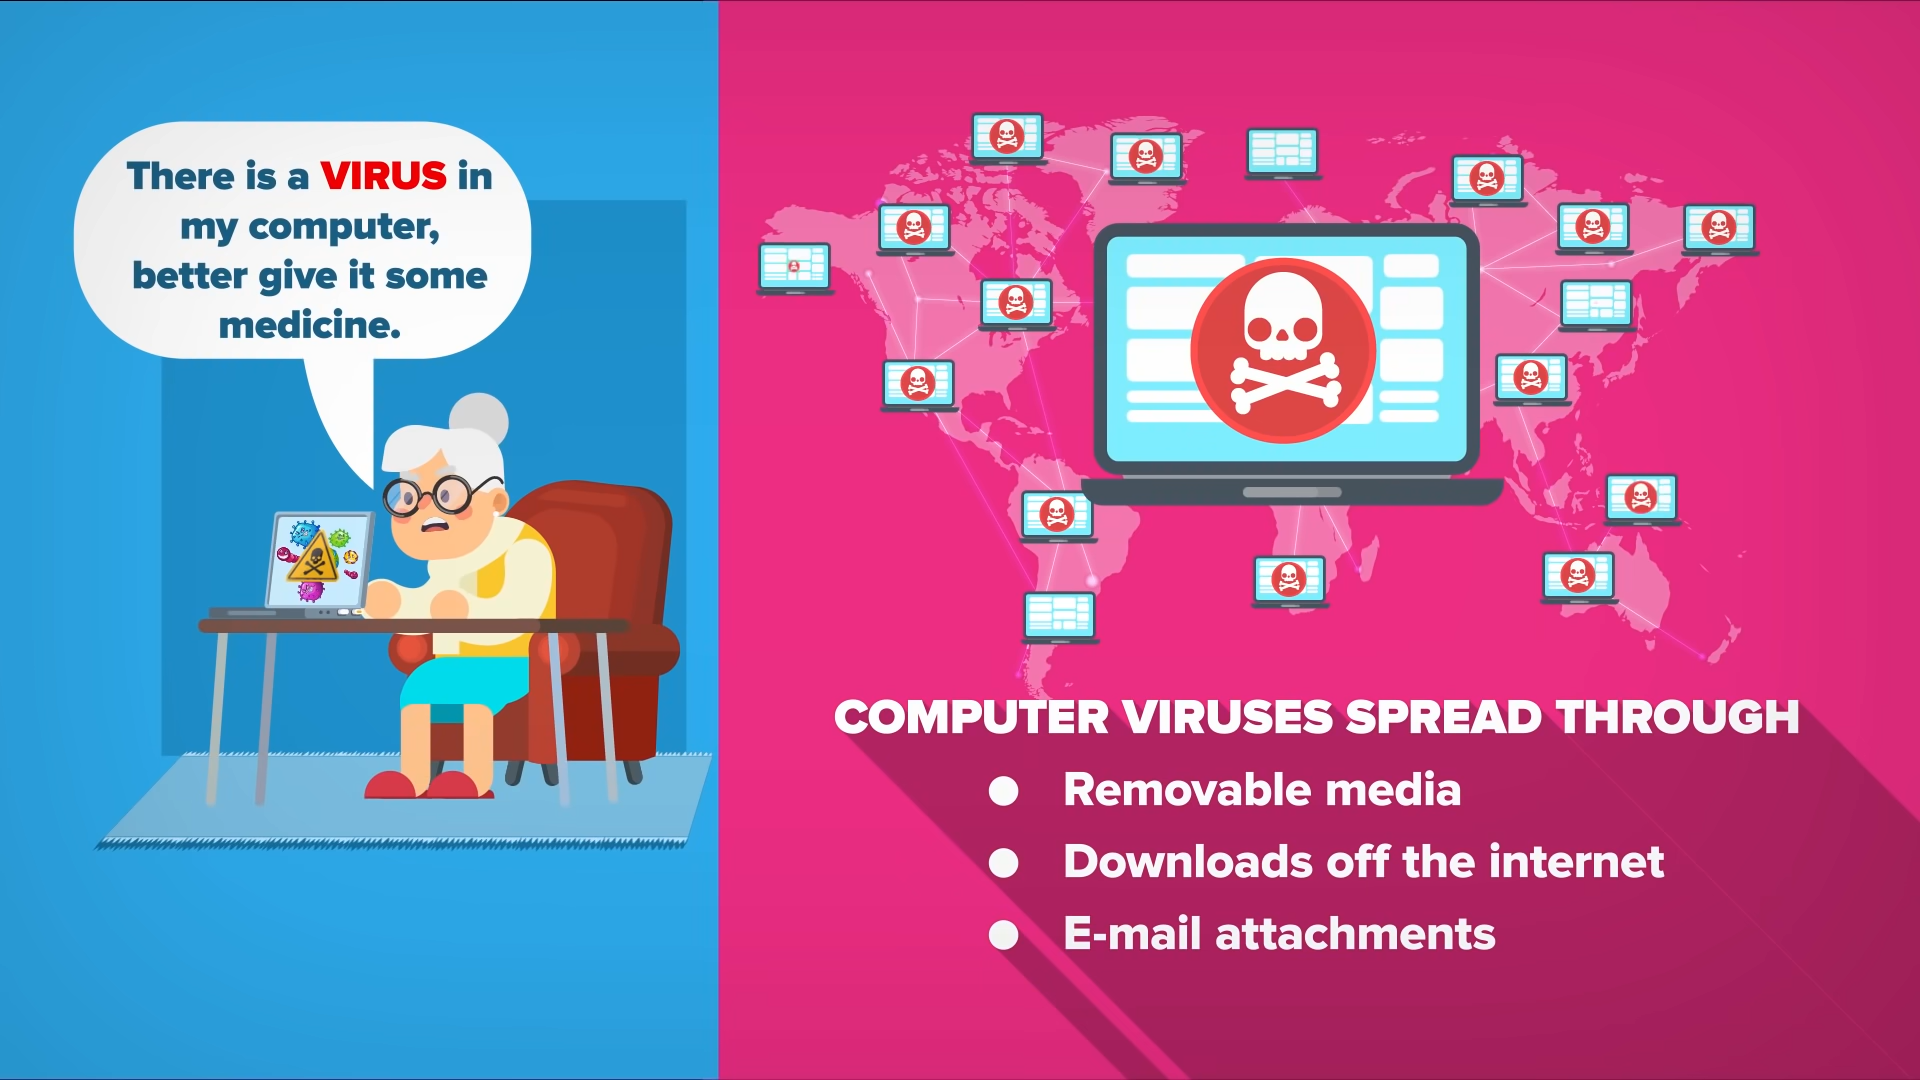 There is a VIRUS in
my computer,
better give it some
medicine.
COMPUTER VIRUSES SPREAD THROUGH
● Removable media
● Downloads off the internet
● E-mail attachments